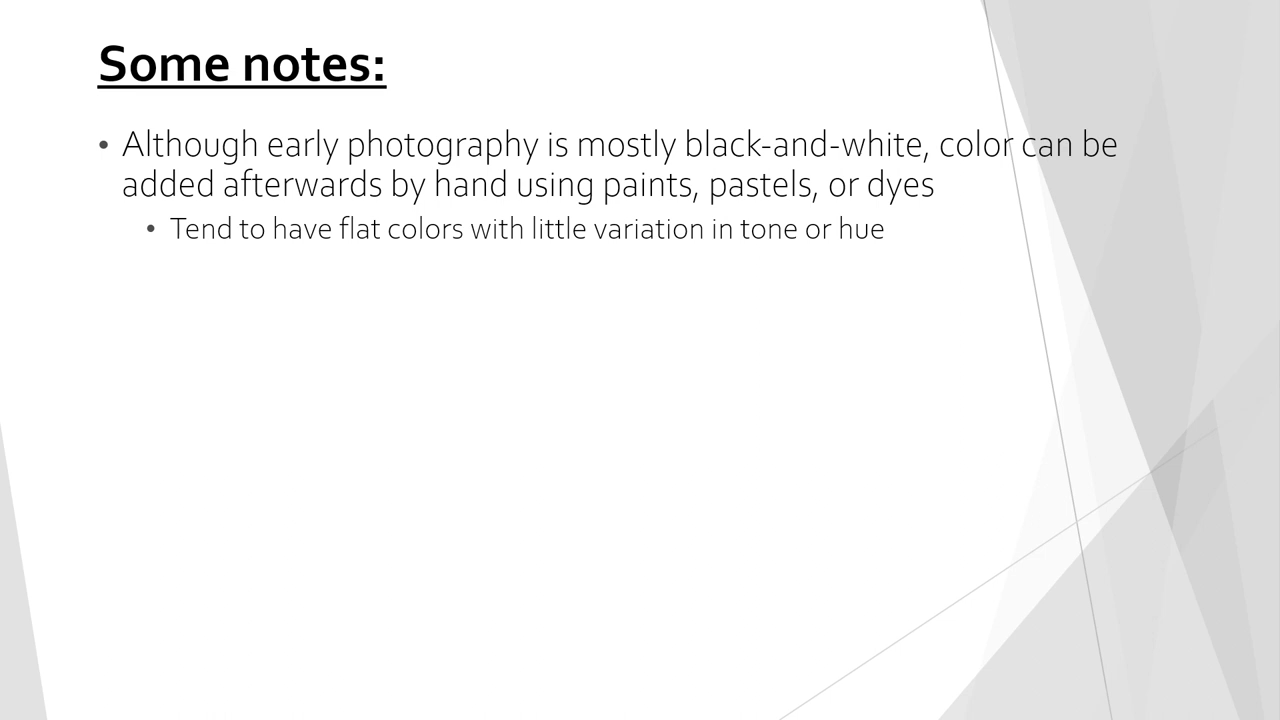 Some notes:
• Although early photography is mostly black-and-white, color can be
added afterwards by hand using paints, pastels, or dyes
• Tend to have flat colors with little variation in tone or hue